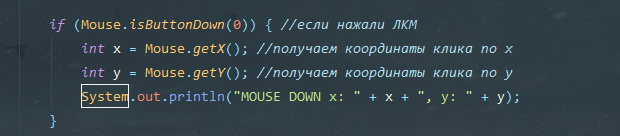 if (Mouse.isButtonDown(0)) { //если нажали ЛКМ
int x = Mouse.getX(); //получаем координаты клика по x
int y = Mouse.getY(); //получаем координаты клика по y
System.out.println("MOUSE DOWN x: " + x + ", y: " + y);
}